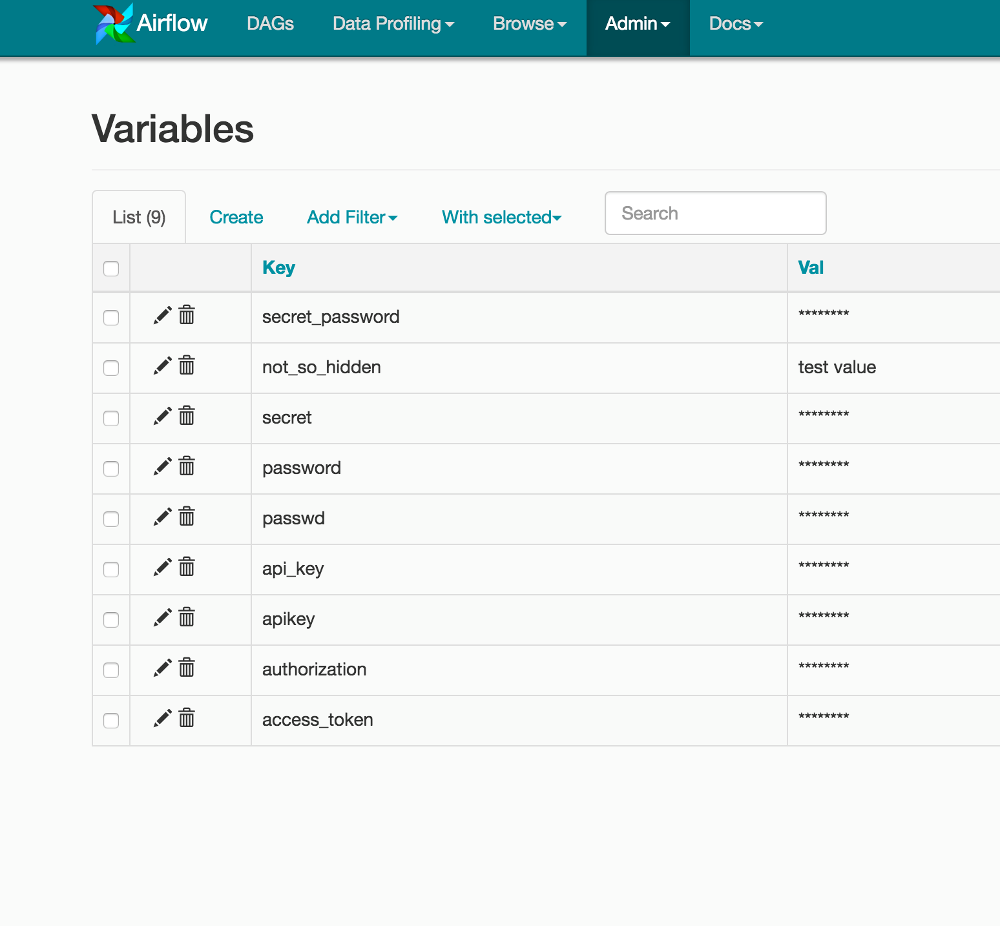 Airflow DAGs Data Profiling Browse Admin Docs
Variables
List (9) Create Add Filter With selected Search
Key Val
secret_password ********
not_so_hidden test value
secret ********
password ********
passwd ********
api_key ********
apikey ********
authorization ********
access_token ********